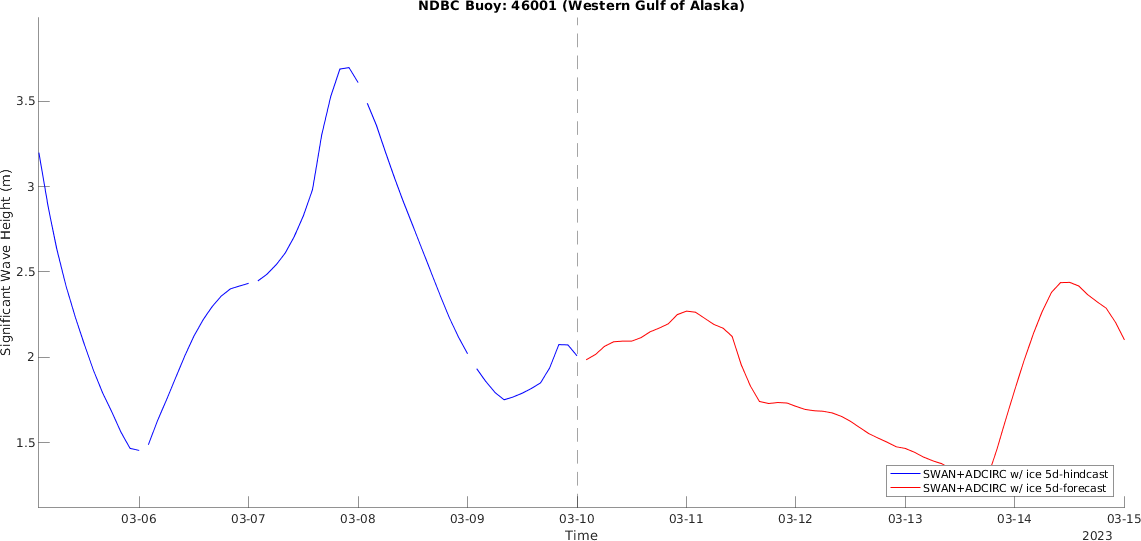 NDBC Buoy: 46001 (Western Gulf of Alaska)
Significant Wave Height (m)
3.5
3
2.5
2
1.5
SWAN+ADCIRC w/ ice 5d-hindcast
SWAN+ADCIRC w/ ice 5d-forecast
03-06 03-07 03-08 03-09 03-10 03-11 03-12 03-13 03-14 03-15
Time
2023